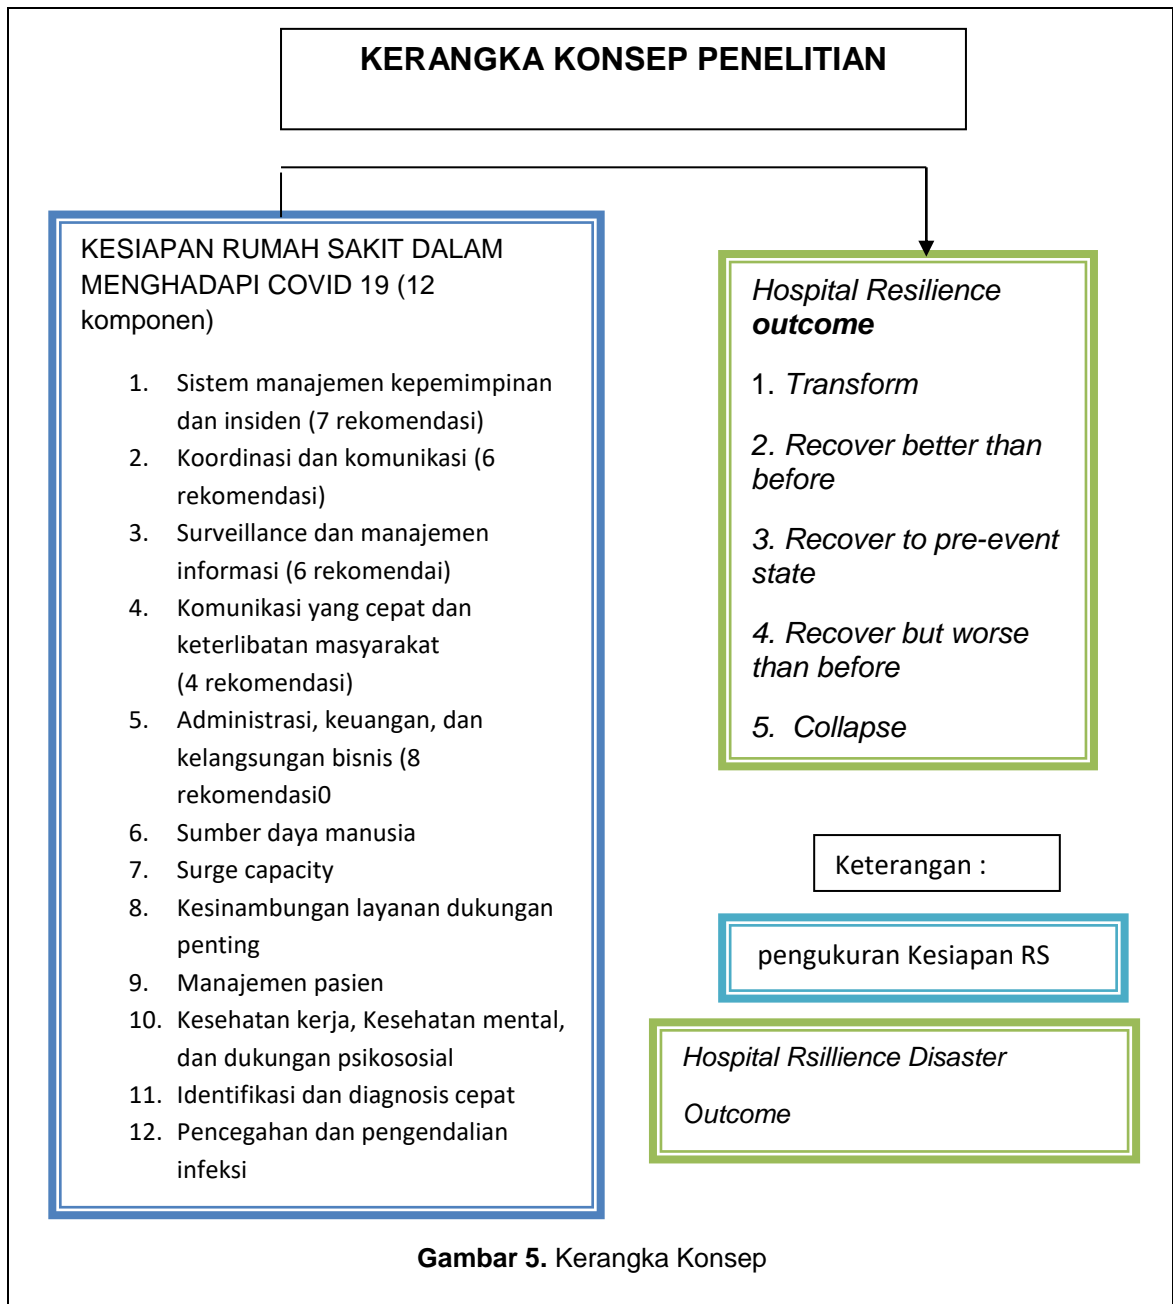 KERANGKA KONSEP PENELITIAN
KESIAPAN RUMAH SAKIT DALAM
MENGHADAPI COVID 19 (12
komponen)
1. Sistem manajemen kepemimpinan
dan insiden (7 rekomendasi)
2. Koordinasi dan komunikasi (6
rekomendasi)
3. Surveillance dan manajemen
informasi (6 rekomendai)
4. Komunikasi yang cepat dan
keterlibatan masyarakat
(4 rekomendasi)
5. Administrasi, keuangan, dan
kelangsungan bisnis (8
rekomendasi0
6. Sumber daya manusia
7. Surge capacity
8. Kesinambungan layanan dukungan
penting
9. Manajemen pasien
10. Kesehatan kerja, Kesehatan mental,
dan dukungan psikososial
11. Identifikasi dan diagnosis cepat
12. Pencegahan dan pengendalian
infeksi
Hospital Resilience
outcome
1. Transform
2. Recover better than
before
3. Recover to pre-event
state
4. Recover but worse
than before
5. Collapse
Keterangan :
pengukuran Kesiapan RS
Hospital Rsillience Disaster
Outcome
Gambar 5. Kerangka Konsep